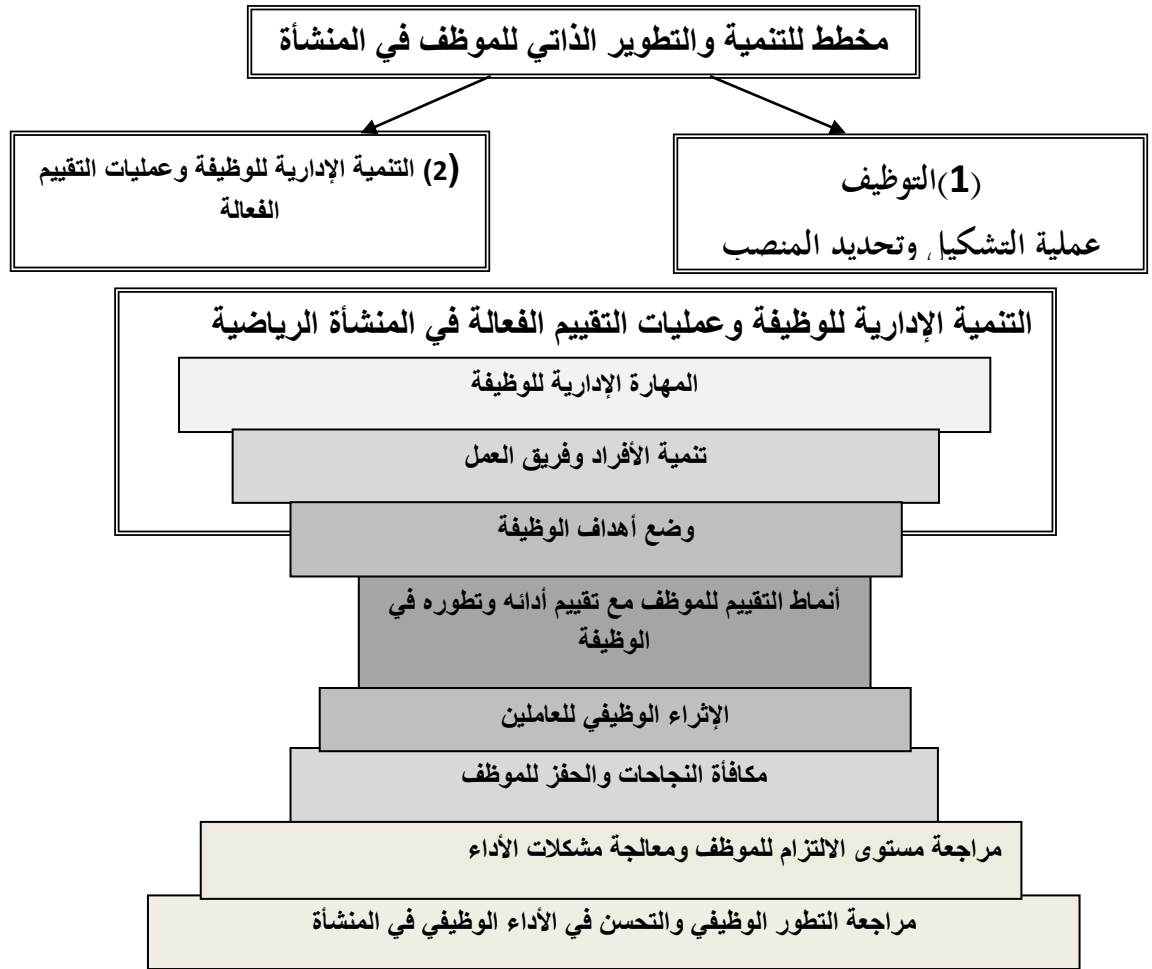 مخطط للتنمية والتطوير الذاتي للموظف في المنشأة
(1)التوظيف
عملية التشكيل وتحديد المنصب
(2) التنمية الإدارية للوظيفة وعمليات التقييم
الفعالة
التنمية الإدارية للوظيفة وعمليات التقييم الفعالة في المنشأة الرياضية
المهارة الإدارية للوظيفة
تنمية الأفراد وفريق العمل
وضع أهداف الوظيفة
أنماط التقييم للموظف مع تقييم أدائه وتطوره في
الوظيفة
الإثراء الوظيفي للعاملين
مكافأة النجاحات والحفز للموظف
مراجعة مستوى الالتزام للموظف ومعالجة مشكلات الأداء
مراجعة التطور الوظيفي والتحسن في الأداء الوظيفي في المنشأة